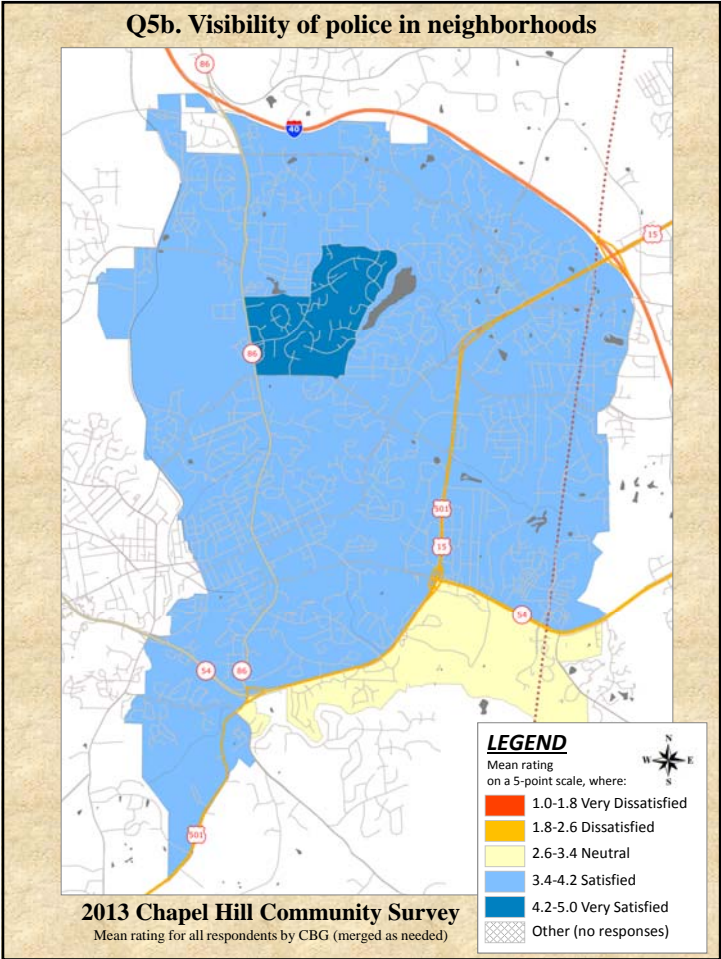 Q5b. Visibility of police in neighborhoods
86
40
15
86
501
15
54
54
86
501
LEGEND
Mean rating
on a 5-point scale, where:
N
W E
S
1.0-1.8 Very Dissatisfied
1.8-2.6 Dissatisfied
2.6-3.4 Neutral
3.4-4.2 Satisfied
4.2-5.0 Very Satisfied
Other (no responses)
2013 Chapel Hill Community Survey
Mean rating for all respondents by CBG (merged as needed)